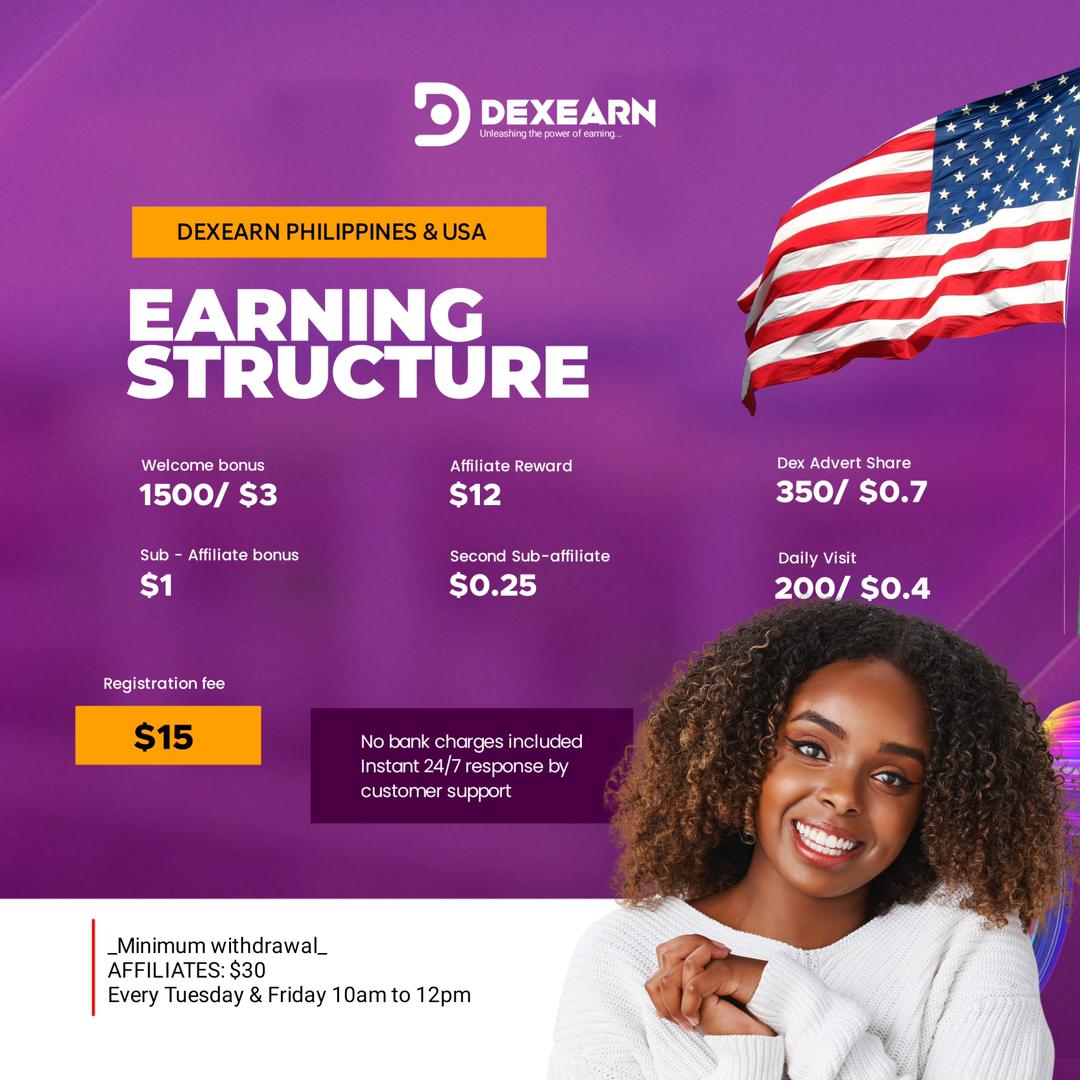 DEXEARN
Unleashing the power of earning...
DEXEARN PHILIPPINES & USA
EARNING
STRUCTURE
Welcome bonus
1500/ $3
Affiliate Reward
$12
Dex Advert Share
350/ $0.7
Sub - Affiliate bonus
$1
Second Sub-affiliate
$0.25
Daily Visit
200/ $0.4
Registration fee
$15
No bank charges included
Instant 24/7 response by
customer support
_Minimum withdrawal_
AFFILIATES: $30
Every Tuesday & Friday 10am to 12pm